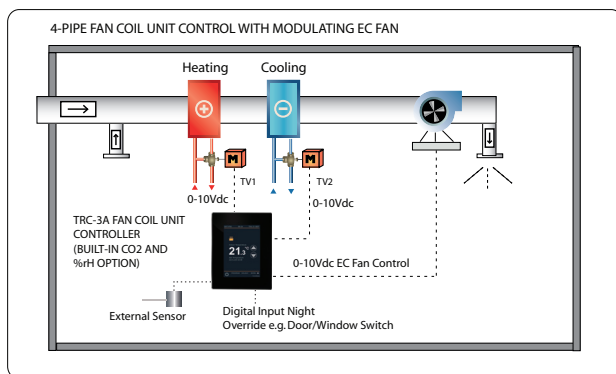 4-PIPE FAN COIL UNIT CONTROL WITH MODULATING EC FAN
Heating
Cooling
M
M
TV1
TV2
0-10Vdc
0-10Vdc
TRC-3A FAN COIL UNIT
CONTROLLER
(BUILT-IN CO2 AND
%rH OPTION)
21.3
0-10Vdc EC Fan Control
External Sensor
Digital Input Night
Override e.g. Door/Window Switch